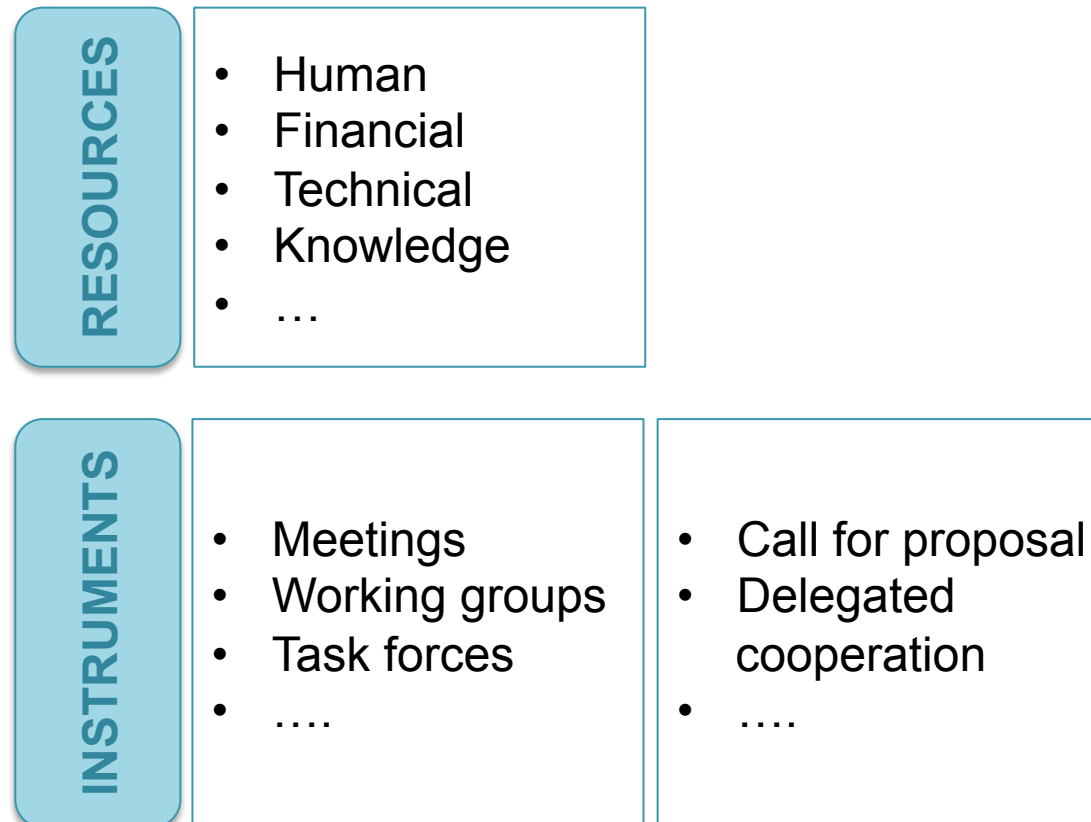 RESOURCES
• Human
• Financial
• Technical
• Knowledge
• …
INSTRUMENTS
• Meetings
• Working groups
• Task forces
• ….
• Call for proposal
• Delegated
cooperation
• ….